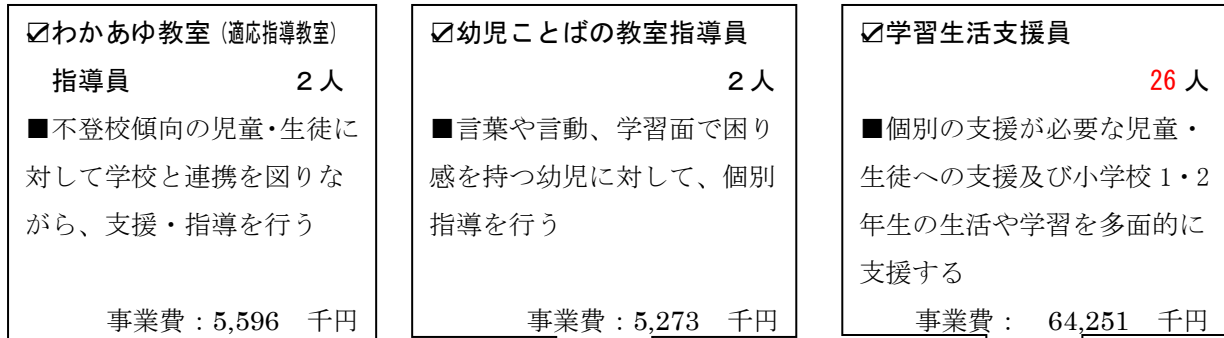 ☑わかあゆ教室（適応指導教室）
指導員　２人
■不登校傾向の児童・生徒に
対して学校と連携を図りな
がら、支援・指導を行う
事業費：5,596　千円
☑幼児ことばの教室指導員
２人
■言葉や言動、学習面で困り
感を持つ幼児に対して、個別
指導を行う
事業費：5,273　千円
☑学習生活支援員
26 人
■個別の支援が必要な児童・
生徒への支援及び小学校 1・2
年生の生活や学習を多面的に
支援する
事業費：　64,251　千円